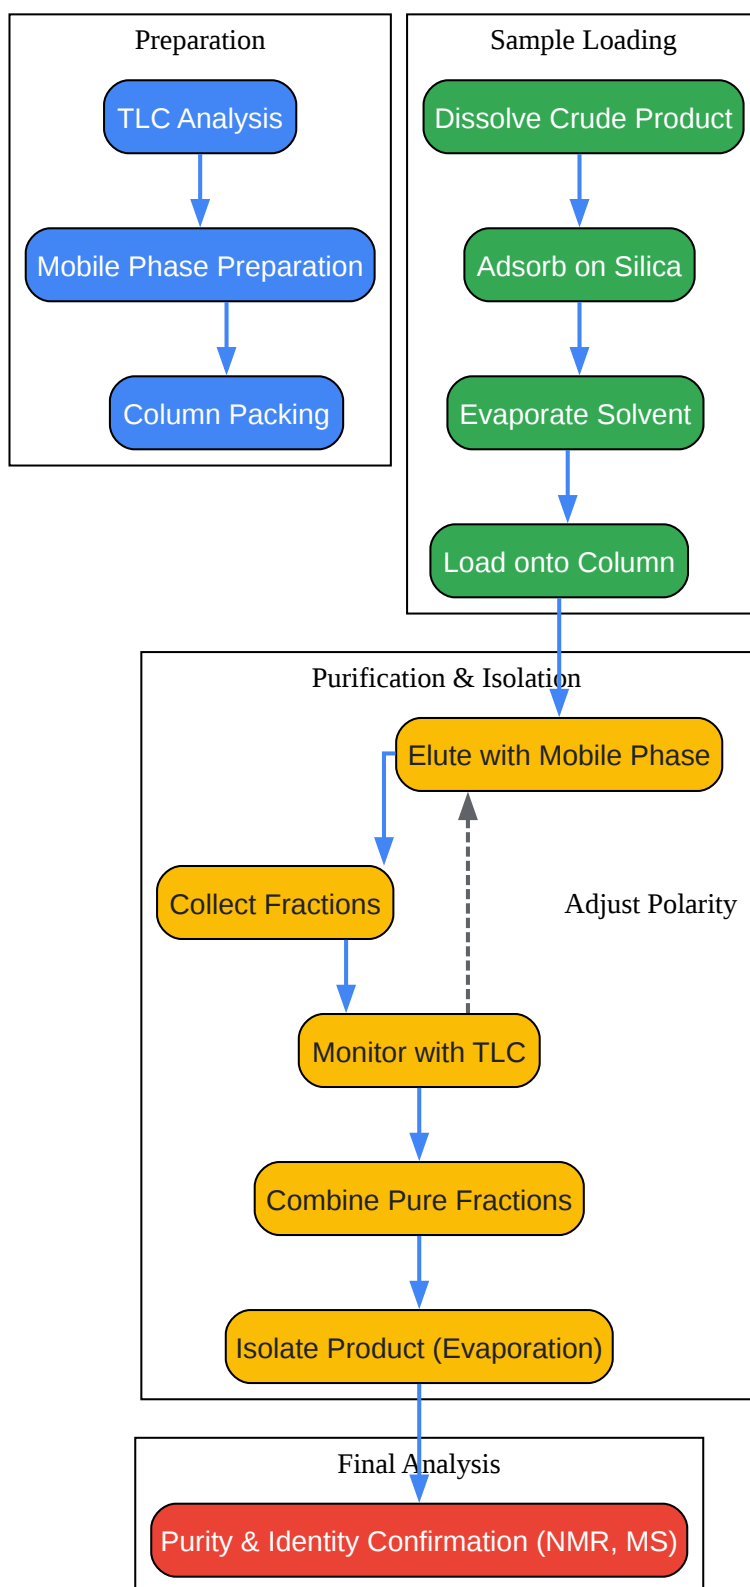 Preparation
TLC Analysis
Mobile Phase Preparation
Column Packing
Sample Loading
Dissolve Crude Product
Adsorb on Silica
Evaporate Solvent
Load onto Column
Purification & Isolation
Elute with Mobile Phase
Collect Fractions
Adjust Polarity
Monitor with TLC
Combine Pure Fractions
Isolate Product (Evaporation)
Final Analysis
Purity & Identity Confirmation (NMR, MS)